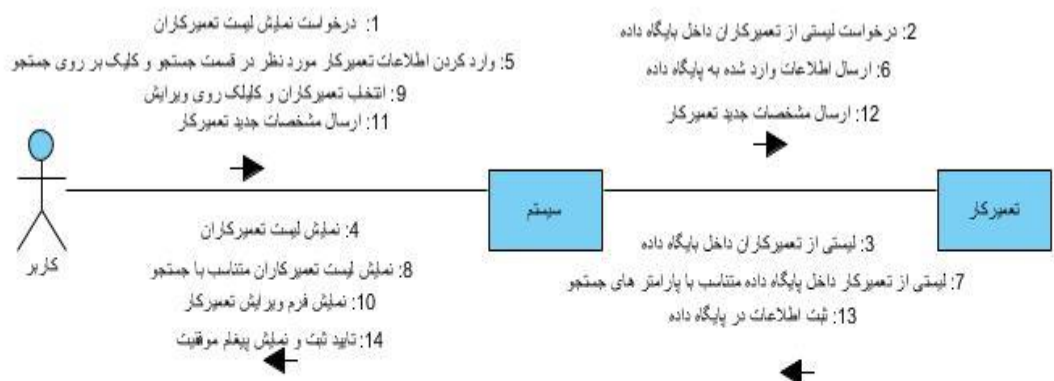 1: درخواست نمایش لیست تعمیرکاران
5: وارد کردن اطلاعات تعمیرکار مورد نظر در قسمت جستجو و کلیک بر روی جستجو
9: انتخاب تعمیرکاران و کلیلک روی ویرایش
11: ارسال مشخصات جدید تعمیرکار
2: درخواست لیستی از تعمیرکاران داخل بایگاه داده
6: ارسال اطلاعات وارد شده به پایگاه داده
12: ارسال مشخصات جدید تعمیرکار
کاربر
سیستم
تعمیرکار
4: نمایش لیست تعمیرکاران
8: نمایش لیست تعمیرکاران متناسب با جستجو
10: نمایش فرم ویرایش تعمیرکار
14: تایید ثبت و نمایش پیغام موفقیت
3: لیستی از تعمیرکاران داخل بایگاه داده
7: لیستی از تعمیرکار داخل پایگاه داده متناسب با پارامتر های جستجو
13: ثبت اطلاعات در پایگاه داده